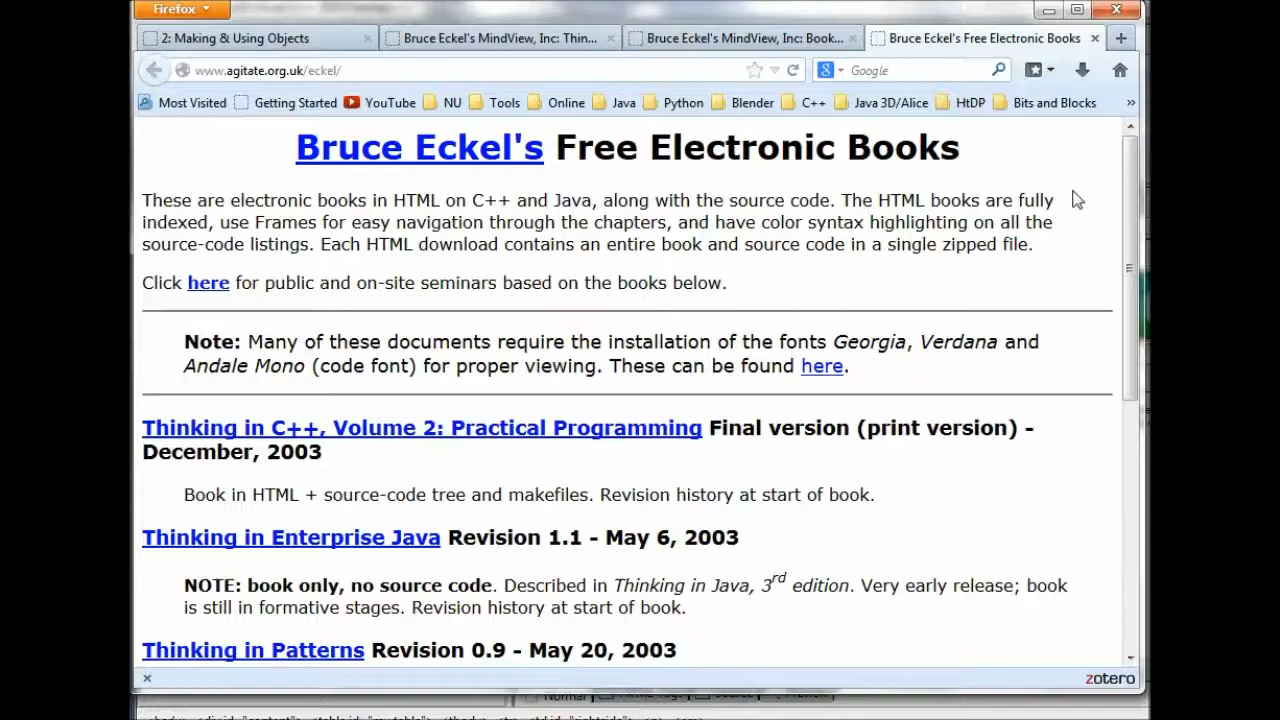 Firefox
2: Making & Using Objects
Bruce Eckel's MindView, Inc: Thin...
Bruce Eckel's MindView, Inc: Book...
Bruce Eckel's Free Electronic Books
www.agitate.org.uk/eckel/
Google
Most Visited Getting Started YouTube NU Tools Online Java Python Blender C++ Java 3D/Alice HtDP Bits and Blocks »
Bruce Eckel's Free Electronic Books
These are electronic books in HTML on C++ and Java, along with the source code. The HTML books are fully
indexed, use Frames for easy navigation through the chapters, and have color syntax highlighting on all the
source-code listings. Each HTML download contains an entire book and source code in a single zipped file.
Click here for public and on-site seminars based on the books below.
Note: Many of these documents require the installation of the fonts Georgia, Verdana and
Andale Mono (code font) for proper viewing. These can be found here.
Thinking in C++, Volume 2: Practical Programming Final version (print version) -
December, 2003
Book in HTML + source-code tree and makefiles. Revision history at start of book.
Thinking in Enterprise Java Revision 1.1 - May 6, 2003
NOTE: book only, no source code. Described in Thinking in Java, 3rd edition. Very early release; book
is still in formative stages. Revision history at start of book.
Thinking in Patterns Revision 0.9 - May 20, 2003
zotero